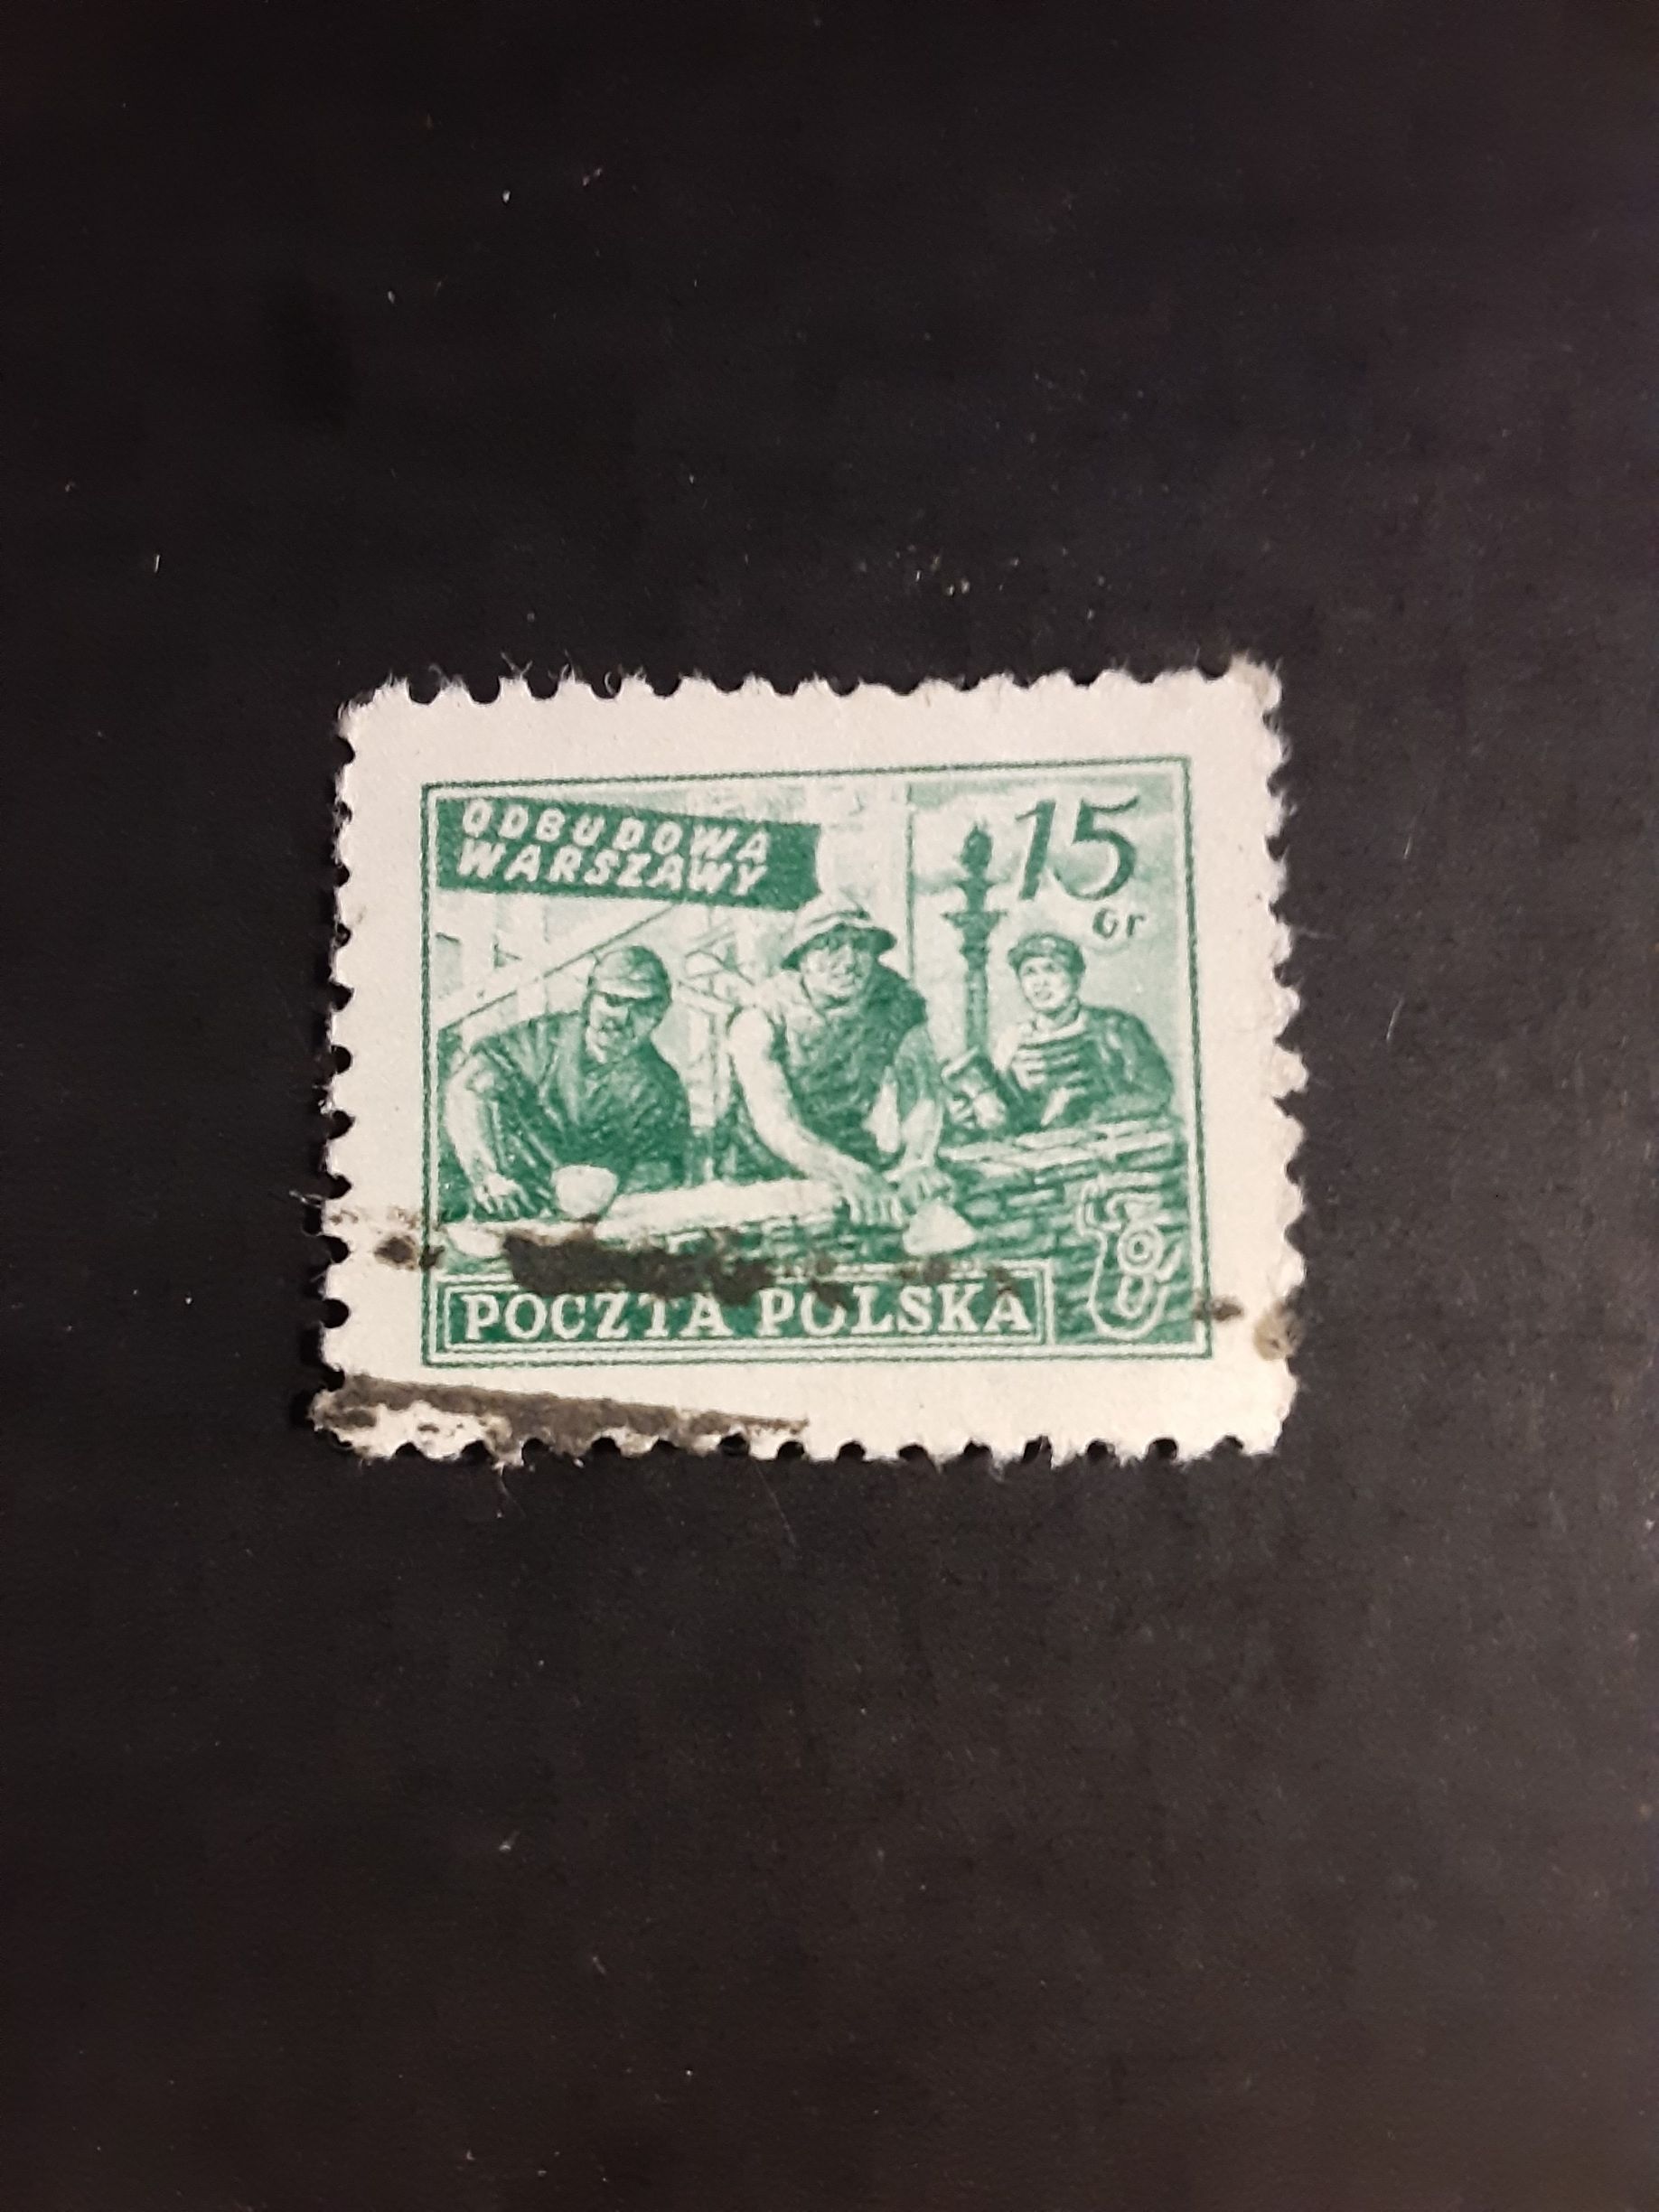 ODBUDOWA
WARSZAWY
15
Gr
POCZTA POLSKA